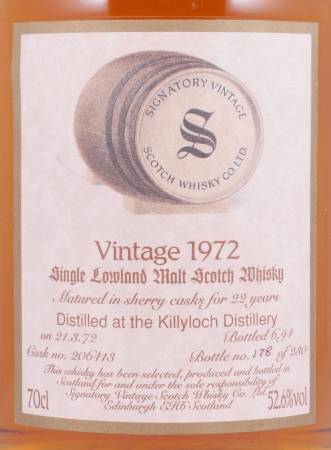 SIGNATORY VINTAGE
S
SCOTCH WHISKY CO. LTD.
Vintage 1972
Single Lowland Malt Scotch Whisky
Matured in sherry casks for 22 years
Distilled at the Killyloch Distillery
on 21.3.72 Bottled 6.94
Cask no. 206/113 Bottle no. 178 of 230
This whisky has been selected, produced and bottled in
Scotland for and under the sole responsibility of
70cl Signatory Vintage Scotch Whisky Co. Ltd. 52.6%vol
Edinburgh EH6 Scotland